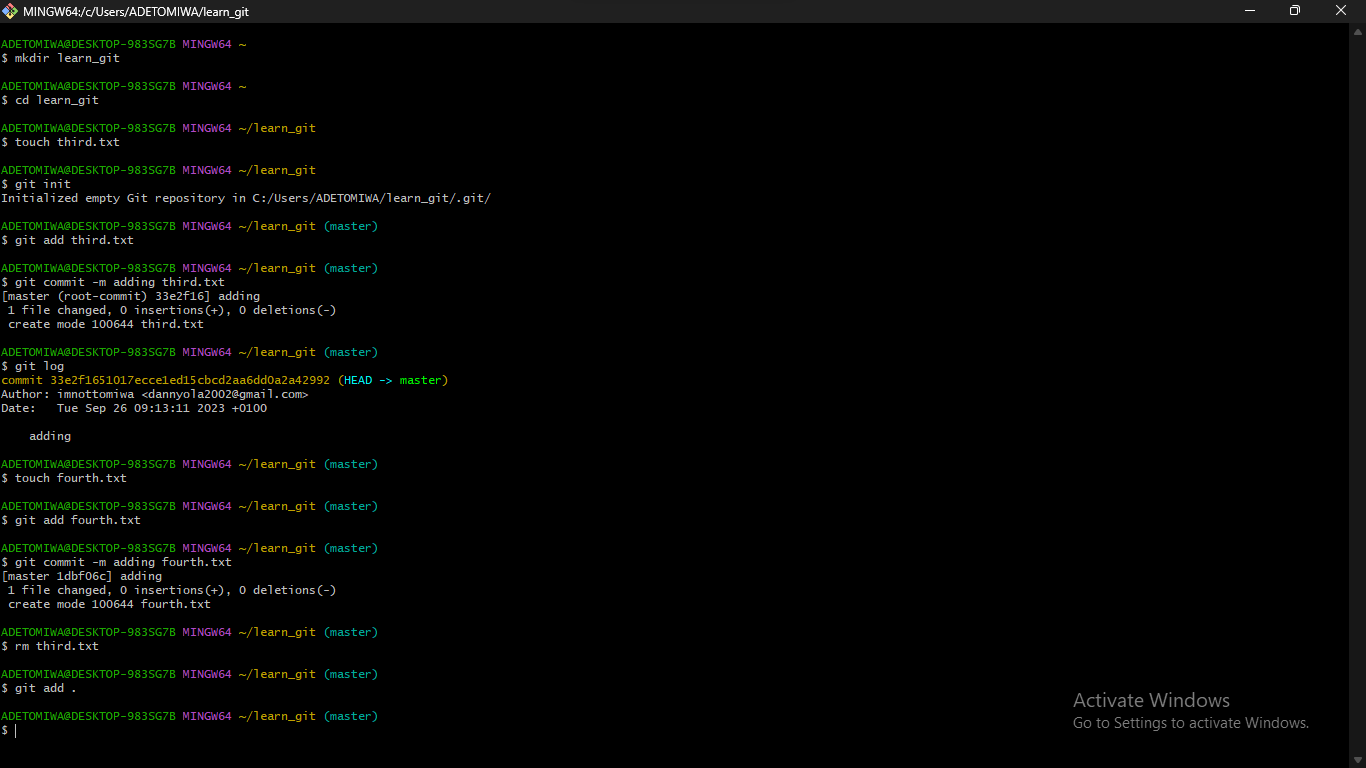 MINGW64:/c/Users/ADETOMIWA/learn_git
ADETOMIWA@DESKTOP-983SG7B MINGW64 ~
$ mkdir learn_git
ADETOMIWA@DESKTOP-983SG7B MINGW64 ~
$ cd learn_git
ADETOMIWA@DESKTOP-983SG7B MINGW64 ~/learn_git
$ touch third.txt
ADETOMIWA@DESKTOP-983SG7B MINGW64 ~/learn_git
$ git init
Initialized empty Git repository in C:/Users/ADETOMIWA/learn_git/.git/
ADETOMIWA@DESKTOP-983SG7B MINGW64 ~/learn_git (master)
$ git add third.txt
ADETOMIWA@DESKTOP-983SG7B MINGW64 ~/learn_git (master)
$ git commit -m adding third.txt
[master (root-commit) 33e2f16] adding
 1 file changed, 0 insertions(+), 0 deletions(-)
 create mode 100644 third.txt
ADETOMIWA@DESKTOP-983SG7B MINGW64 ~/learn_git (master)
$ git log
commit 33e2f1651017ecce1ed15cbcd2aa6dd0a2a42992 (HEAD -> master)
Author: imnottomiwa <dannyola2002@gmail.com>
Date:   Tue Sep 26 09:13:11 2023 +0100
    adding
ADETOMIWA@DESKTOP-983SG7B MINGW64 ~/learn_git (master)
$ touch fourth.txt
ADETOMIWA@DESKTOP-983SG7B MINGW64 ~/learn_git (master)
$ git add fourth.txt
ADETOMIWA@DESKTOP-983SG7B MINGW64 ~/learn_git (master)
$ git commit -m adding fourth.txt
[master 1dbf06c] adding
 1 file changed, 0 insertions(+), 0 deletions(-)
 create mode 100644 fourth.txt
ADETOMIWA@DESKTOP-983SG7B MINGW64 ~/learn_git (master)
$ rm third.txt
ADETOMIWA@DESKTOP-983SG7B MINGW64 ~/learn_git (master)
$ git add .
ADETOMIWA@DESKTOP-983SG7B MINGW64 ~/learn_git (master)
$
Activate Windows
Go to Settings to activate Windows.